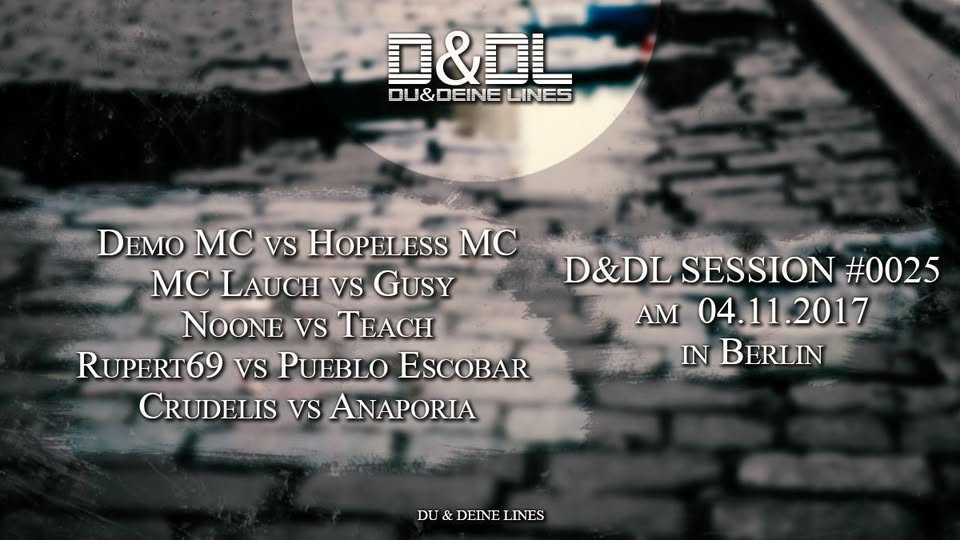 D&DL
DU&DEINE LINES
Demo MC vs Hopeless MC
MC Lauch vs Gusy
Noone vs Teach
Rupert69 vs Pueblo Escobar
Crudelis vs Anaporia
D&DL SESSION #0025
am 04.11.2017
in Berlin
DU & DEINE LINES